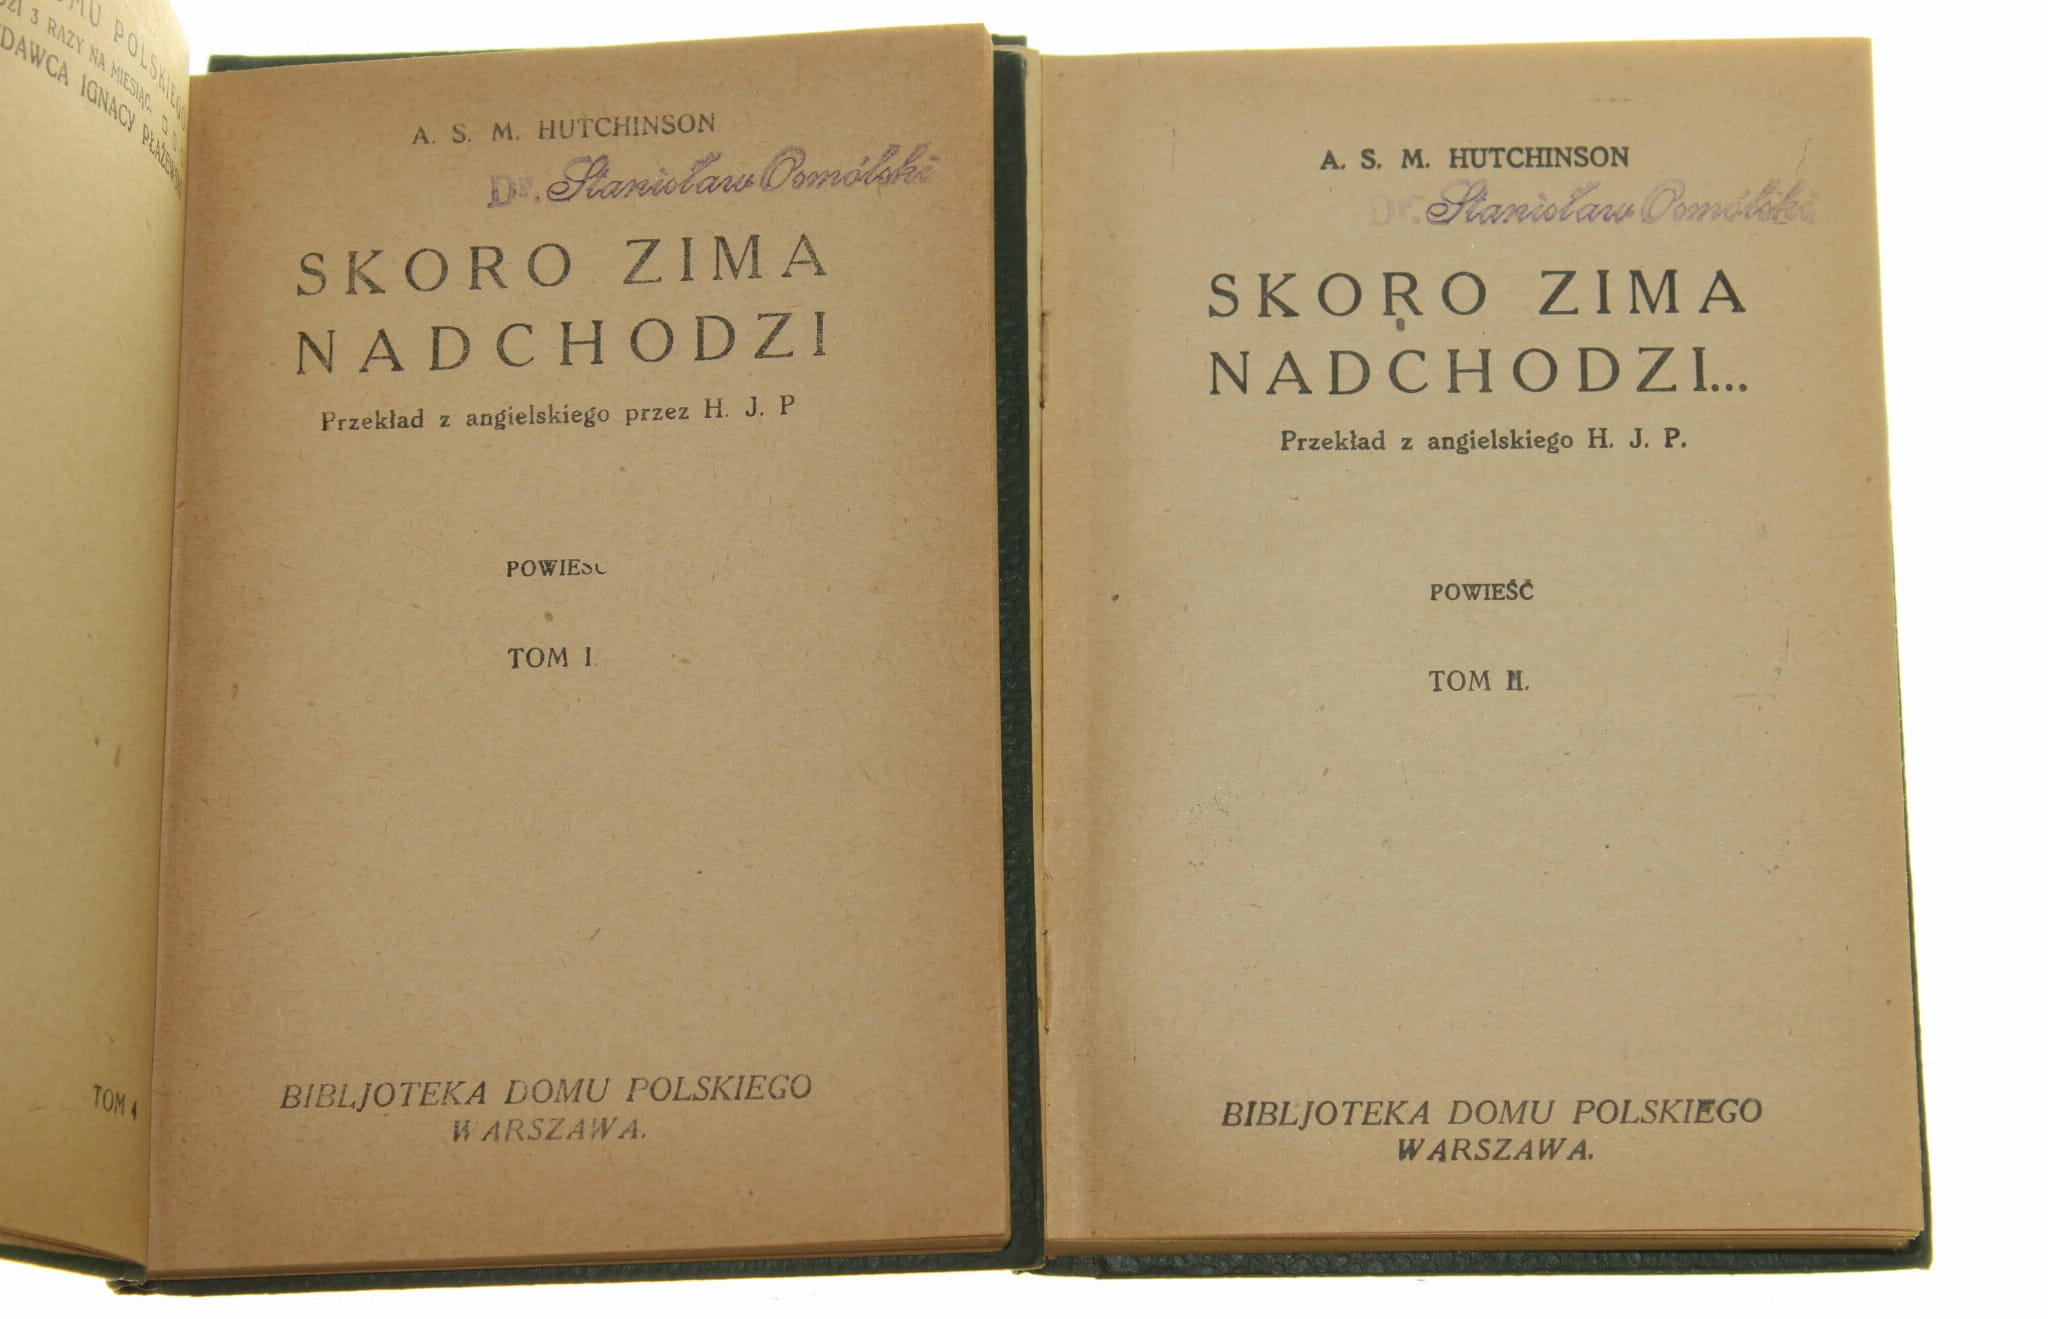 DOMU POLSKIEGO
3 RAZY NA MIESIĄC.
IGNACY PŁAŻEWSKI
TOM 4
A. S. M. HUTCHINSON
Dr. Stanisław Osmólski
SKORO ZIMA
NADCHODZI
Przekład z angielskiego przez H. J. P
POWIEŚĆ
TOM I.
BIBLJOTEKA DOMU POLSKIEGO
WARSZAWA.
A. S. M. HUTCHINSON
Dr. Stanisław Osmólski
SKORO ZIMA
NADCHODZI...
Przekład z angielskiego H. J. P.
POWIEŚĆ
TOM II.
BIBLJOTEKA DOMU POLSKIEGO
WARSZAWA.